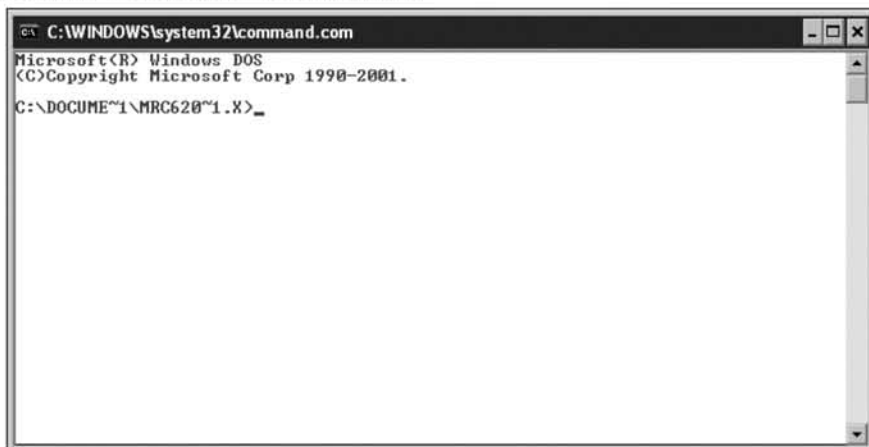 C:\WINDOWS\system32\command.com
Microsoft(R) Windows DOS
(C)Copyright Microsoft Corp 1990-2001.
C:\DOCUME~1\MRC620~1.X>_